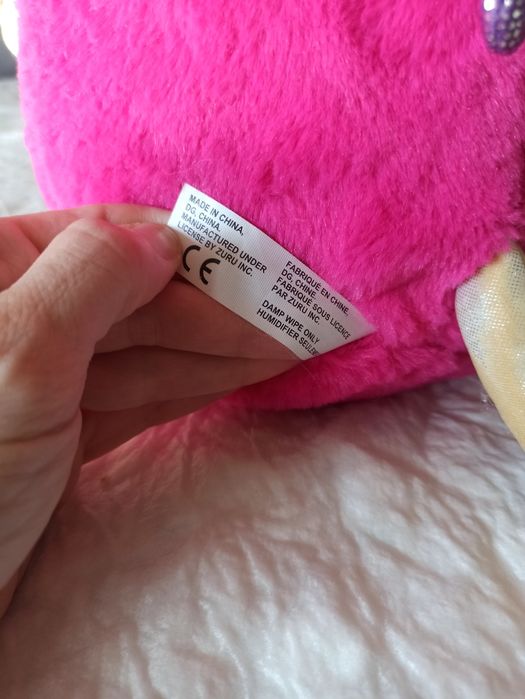 MADE IN CHINA,
DG, CHINA.
MANUFACTURED UNDER
LICENSE BY ZURU INC.
CE
FABRIQUÉ EN CHINE,
DG, CHINE.
FABRIQUÉ SOUS LICENCE
PAR ZURU INC.
DAMP WIPE ONLY
HUMIDIFIER